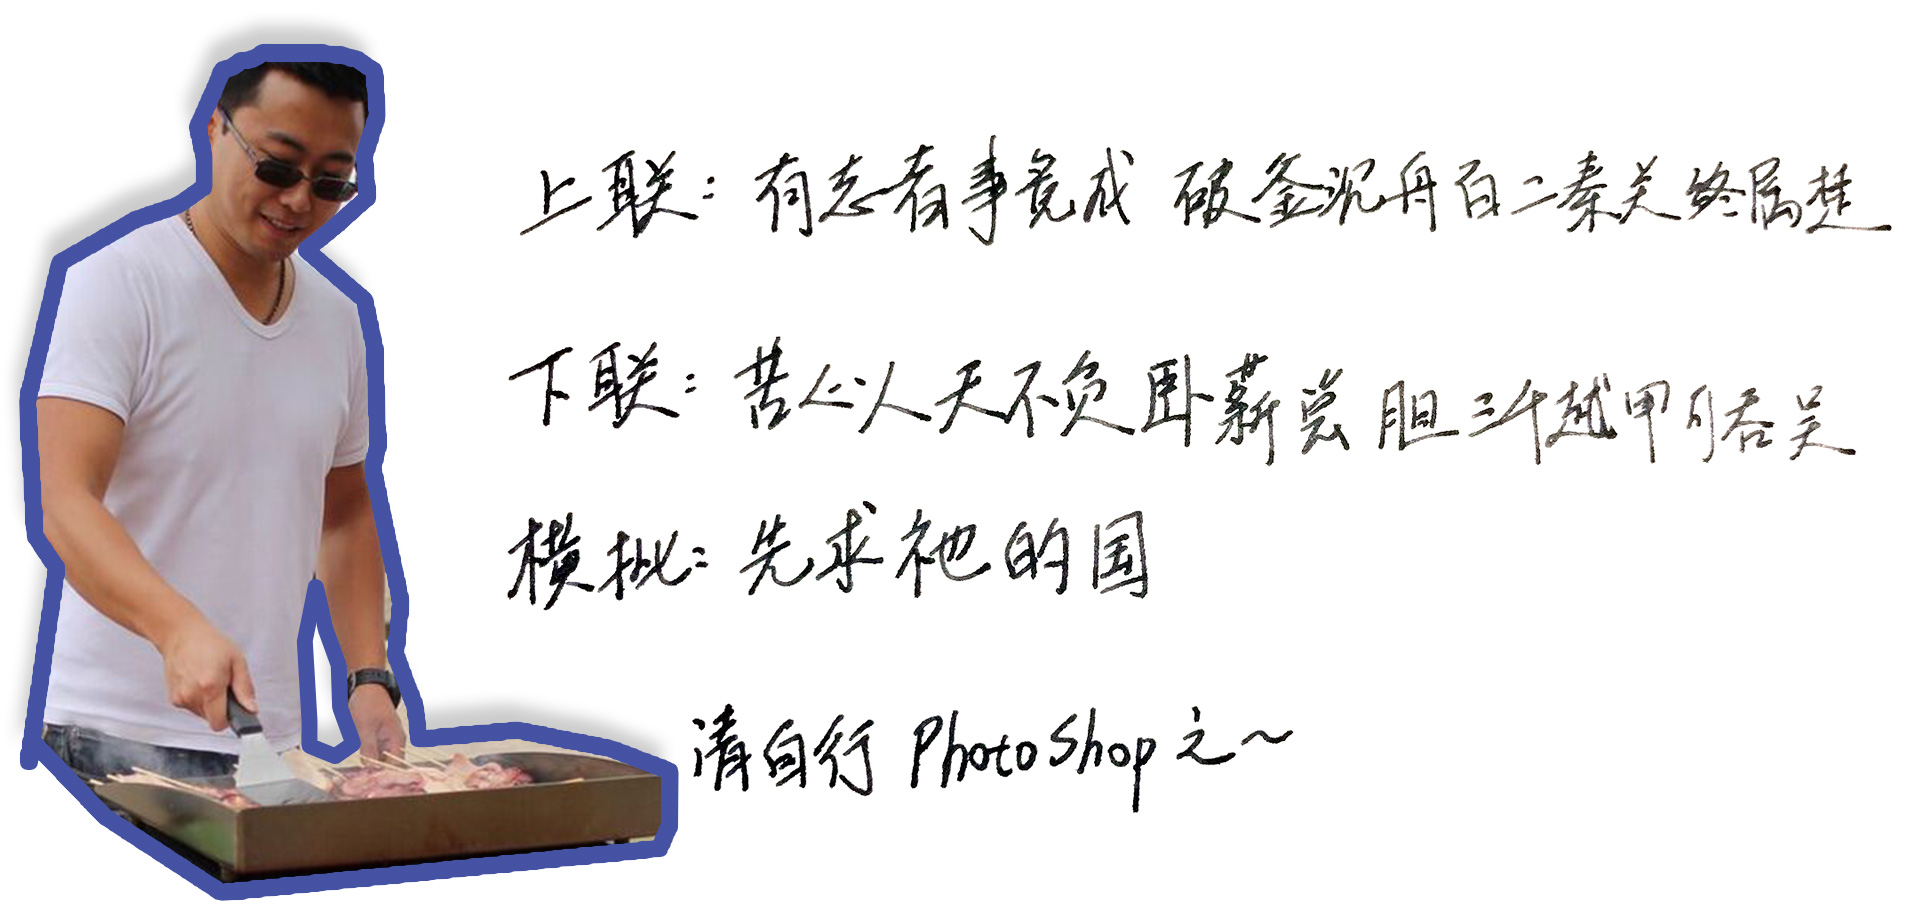 上联：有志者事竟成 破釜沉舟百二秦关终属楚
下联：苦心人天不负卧薪尝胆三千越甲可吞吴
横批：先求祂的国
请自行 PhotoShop 之～